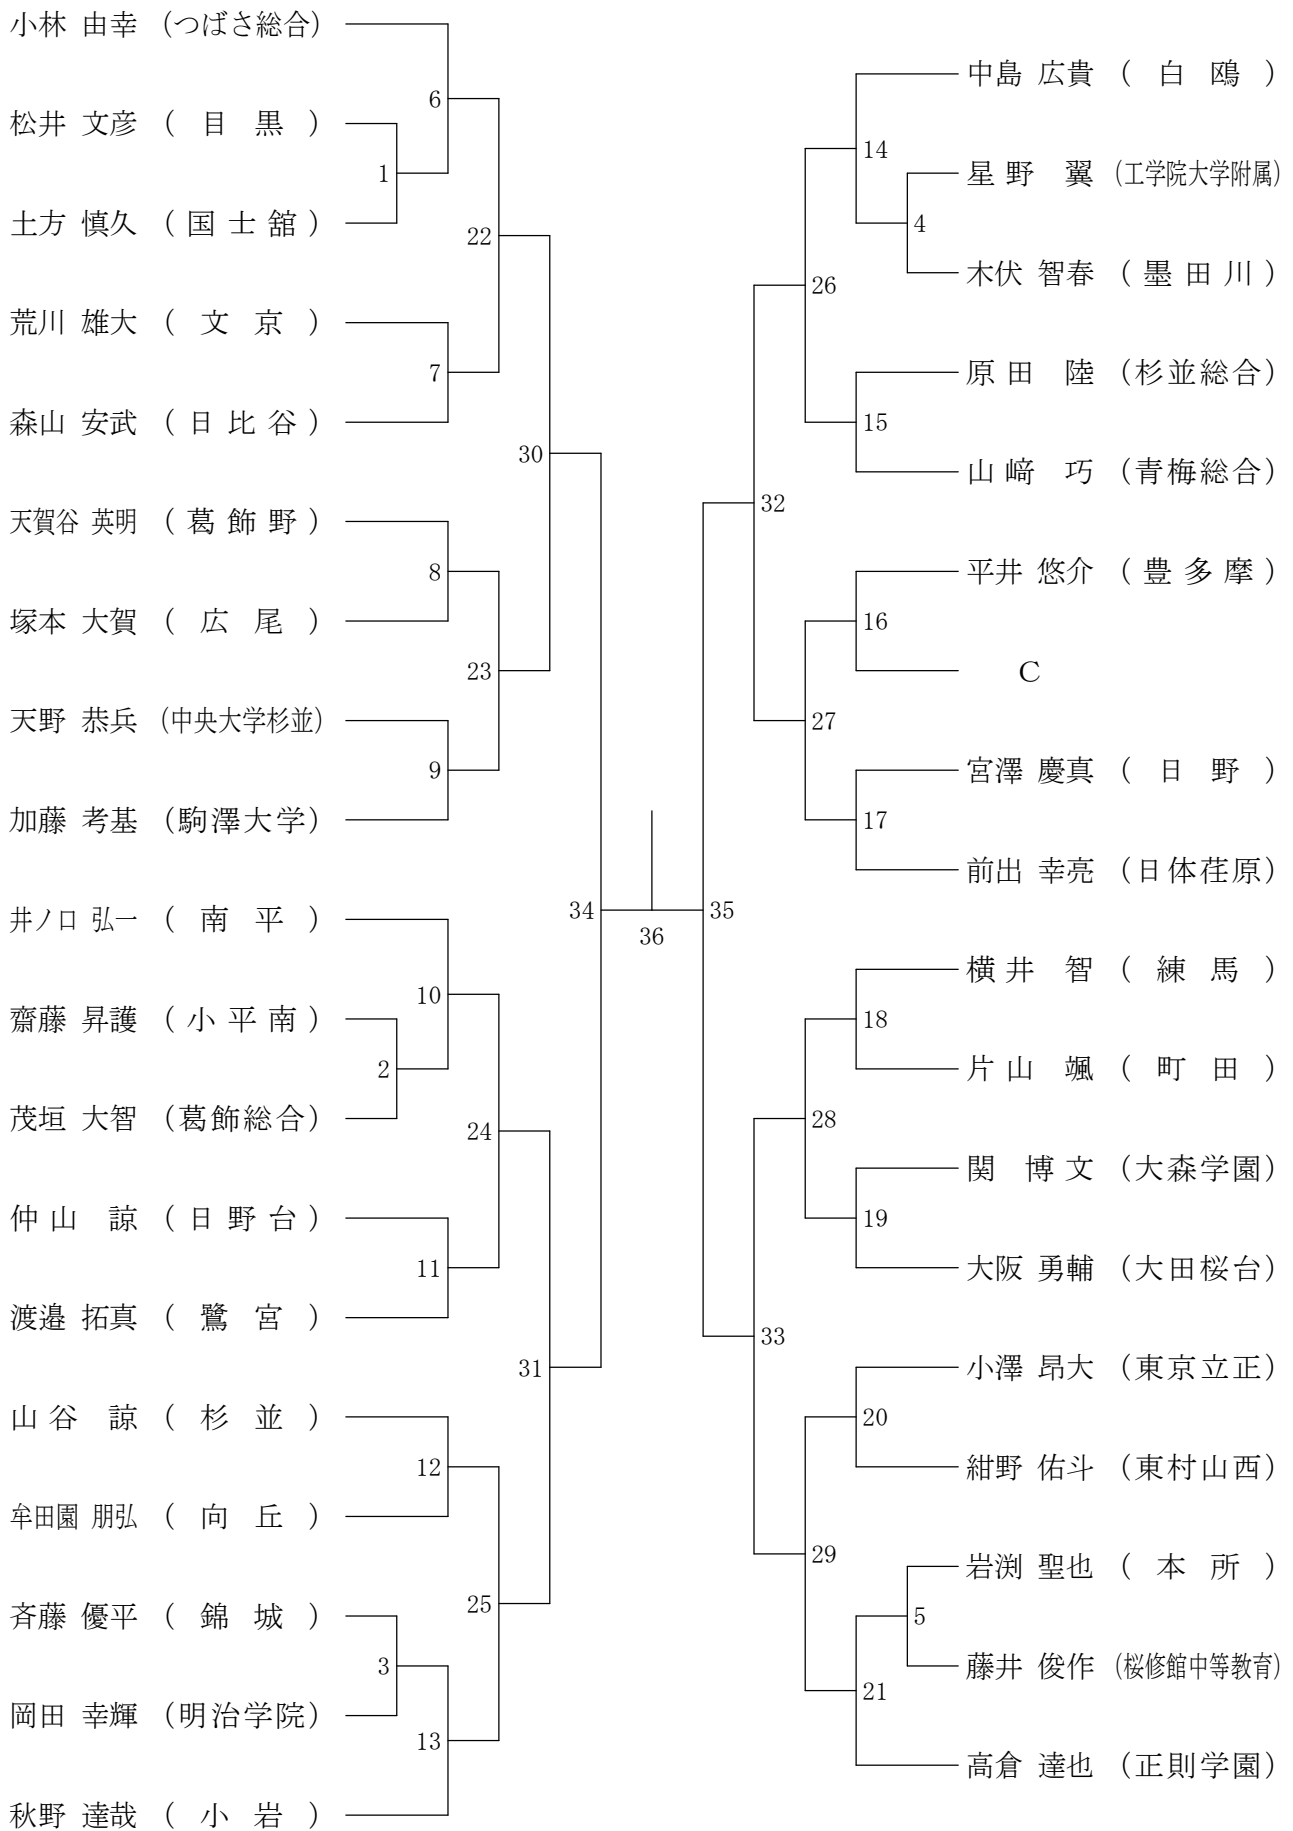 小林 由幸 (つばさ総合)
松井 文彦 ( 目 黒 )
土方 慎久 ( 国 士 舘 )
荒川 雄大 ( 文 京 )
森山 安武 ( 日 比 谷 )
天賀谷 英明 ( 葛 飾 野 )
塚本 大賀 ( 広 尾 )
天野 恭兵 (中央大学杉並)
加藤 考基 (駒澤大学)
井ノ口 弘一 ( 南 平 )
齋藤 昇護 ( 小 平 南 )
茂垣 大智 (葛飾総合)
仲 山 諒 ( 日 野 台 )
渡邉 拓真 ( 鷺 宮 )
山 谷 諒 ( 杉 並 )
牟田園 朋弘 ( 向 丘 )
斉藤 優平 ( 錦 城 )
岡田 幸輝 (明治学院)
秋野 達哉 ( 小 岩 )
1
2
3
6
7
8
9
10
11
12
13
22
23
24
25
30
31
34
36
35
32
33
26
27
28
29
14
15
16
17
18
19
20
21
4
5
中島 広貴 ( 白 鴎 )
星 野 翼 (工学院大学附属)
木伏 智春 ( 墨 田 川 )
原 田 陸 (杉並総合)
山 﨑 巧 (青梅総合)
平井 悠介 ( 豊 多 摩 )
C
宮澤 慶真 ( 日 野 )
前出 幸亮 (日体荏原)
横 井 智 ( 練 馬 )
片 山 颯 ( 町 田 )
関 博 文 (大森学園)
大阪 勇輔 (大田桜台)
小澤 昂大 (東京立正)
紺野 佑斗 (東村山西)
岩渕 聖也 ( 本 所 )
藤井 俊作 (桜修館中等教育)
高倉 達也 (正則学園)